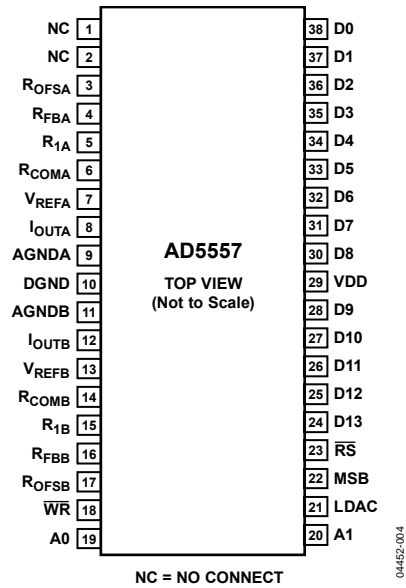 NC 1
NC 2
ROFSA 3
RFBA 4
R1A 5
RCOMA 6
VREFA 7
IOUTA 8
AGNDA 9
DGND 10
AGNDB 11
IOUTB 12
VREFB 13
RCOMB 14
R1B 15
RFBB 16
ROFSB 17
WR 18
A0 19
AD5557
TOP VIEW
(Not to Scale)
38 D0
37 D1
36 D2
35 D3
34 D4
33 D5
32 D6
31 D7
30 D8
29 VDD
28 D9
27 D10
26 D11
25 D12
24 D13
23 RS
22 MSB
21 LDAC
20 A1
NC = NO CONNECT
04452-004